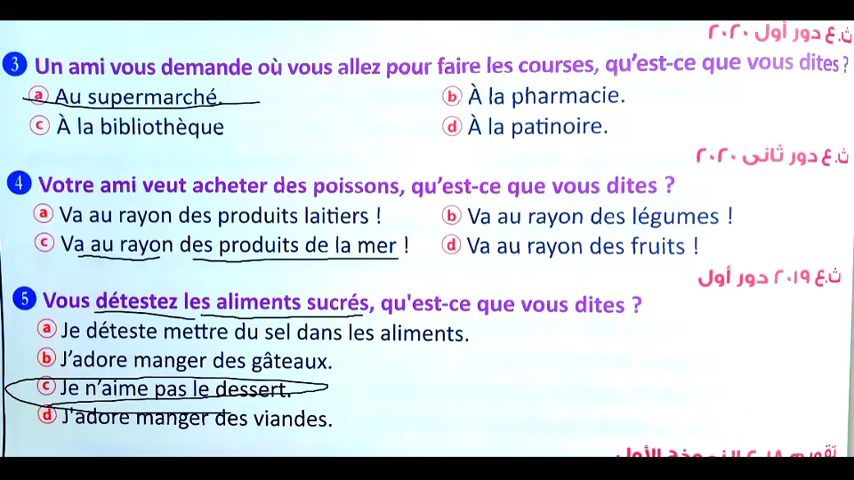 ث.ع دور أول ٢٠٢٠
3 Un ami vous demande où vous allez pour faire les courses, qu'est-ce que vous dites ?
a Au supermarché. b À la pharmacie.
c À la bibliothèque d À la patinoire.
ث.ع دور ثانى ٢٠٢٠
4 Votre ami veut acheter des poissons, qu'est-ce que vous dites ?
a Va au rayon des produits laitiers ! b Va au rayon des légumes !
c Va au rayon des produits de la mer ! d Va au rayon des fruits !
ث.ع ٢٠١٩ دور أول
5 Vous détestez les aliments sucrés, qu'est-ce que vous dites ?
a Je déteste mettre du sel dans les aliments.
b J'adore manger des gâteaux.
c Je n'aime pas le dessert.
d J'adore manger des viandes.